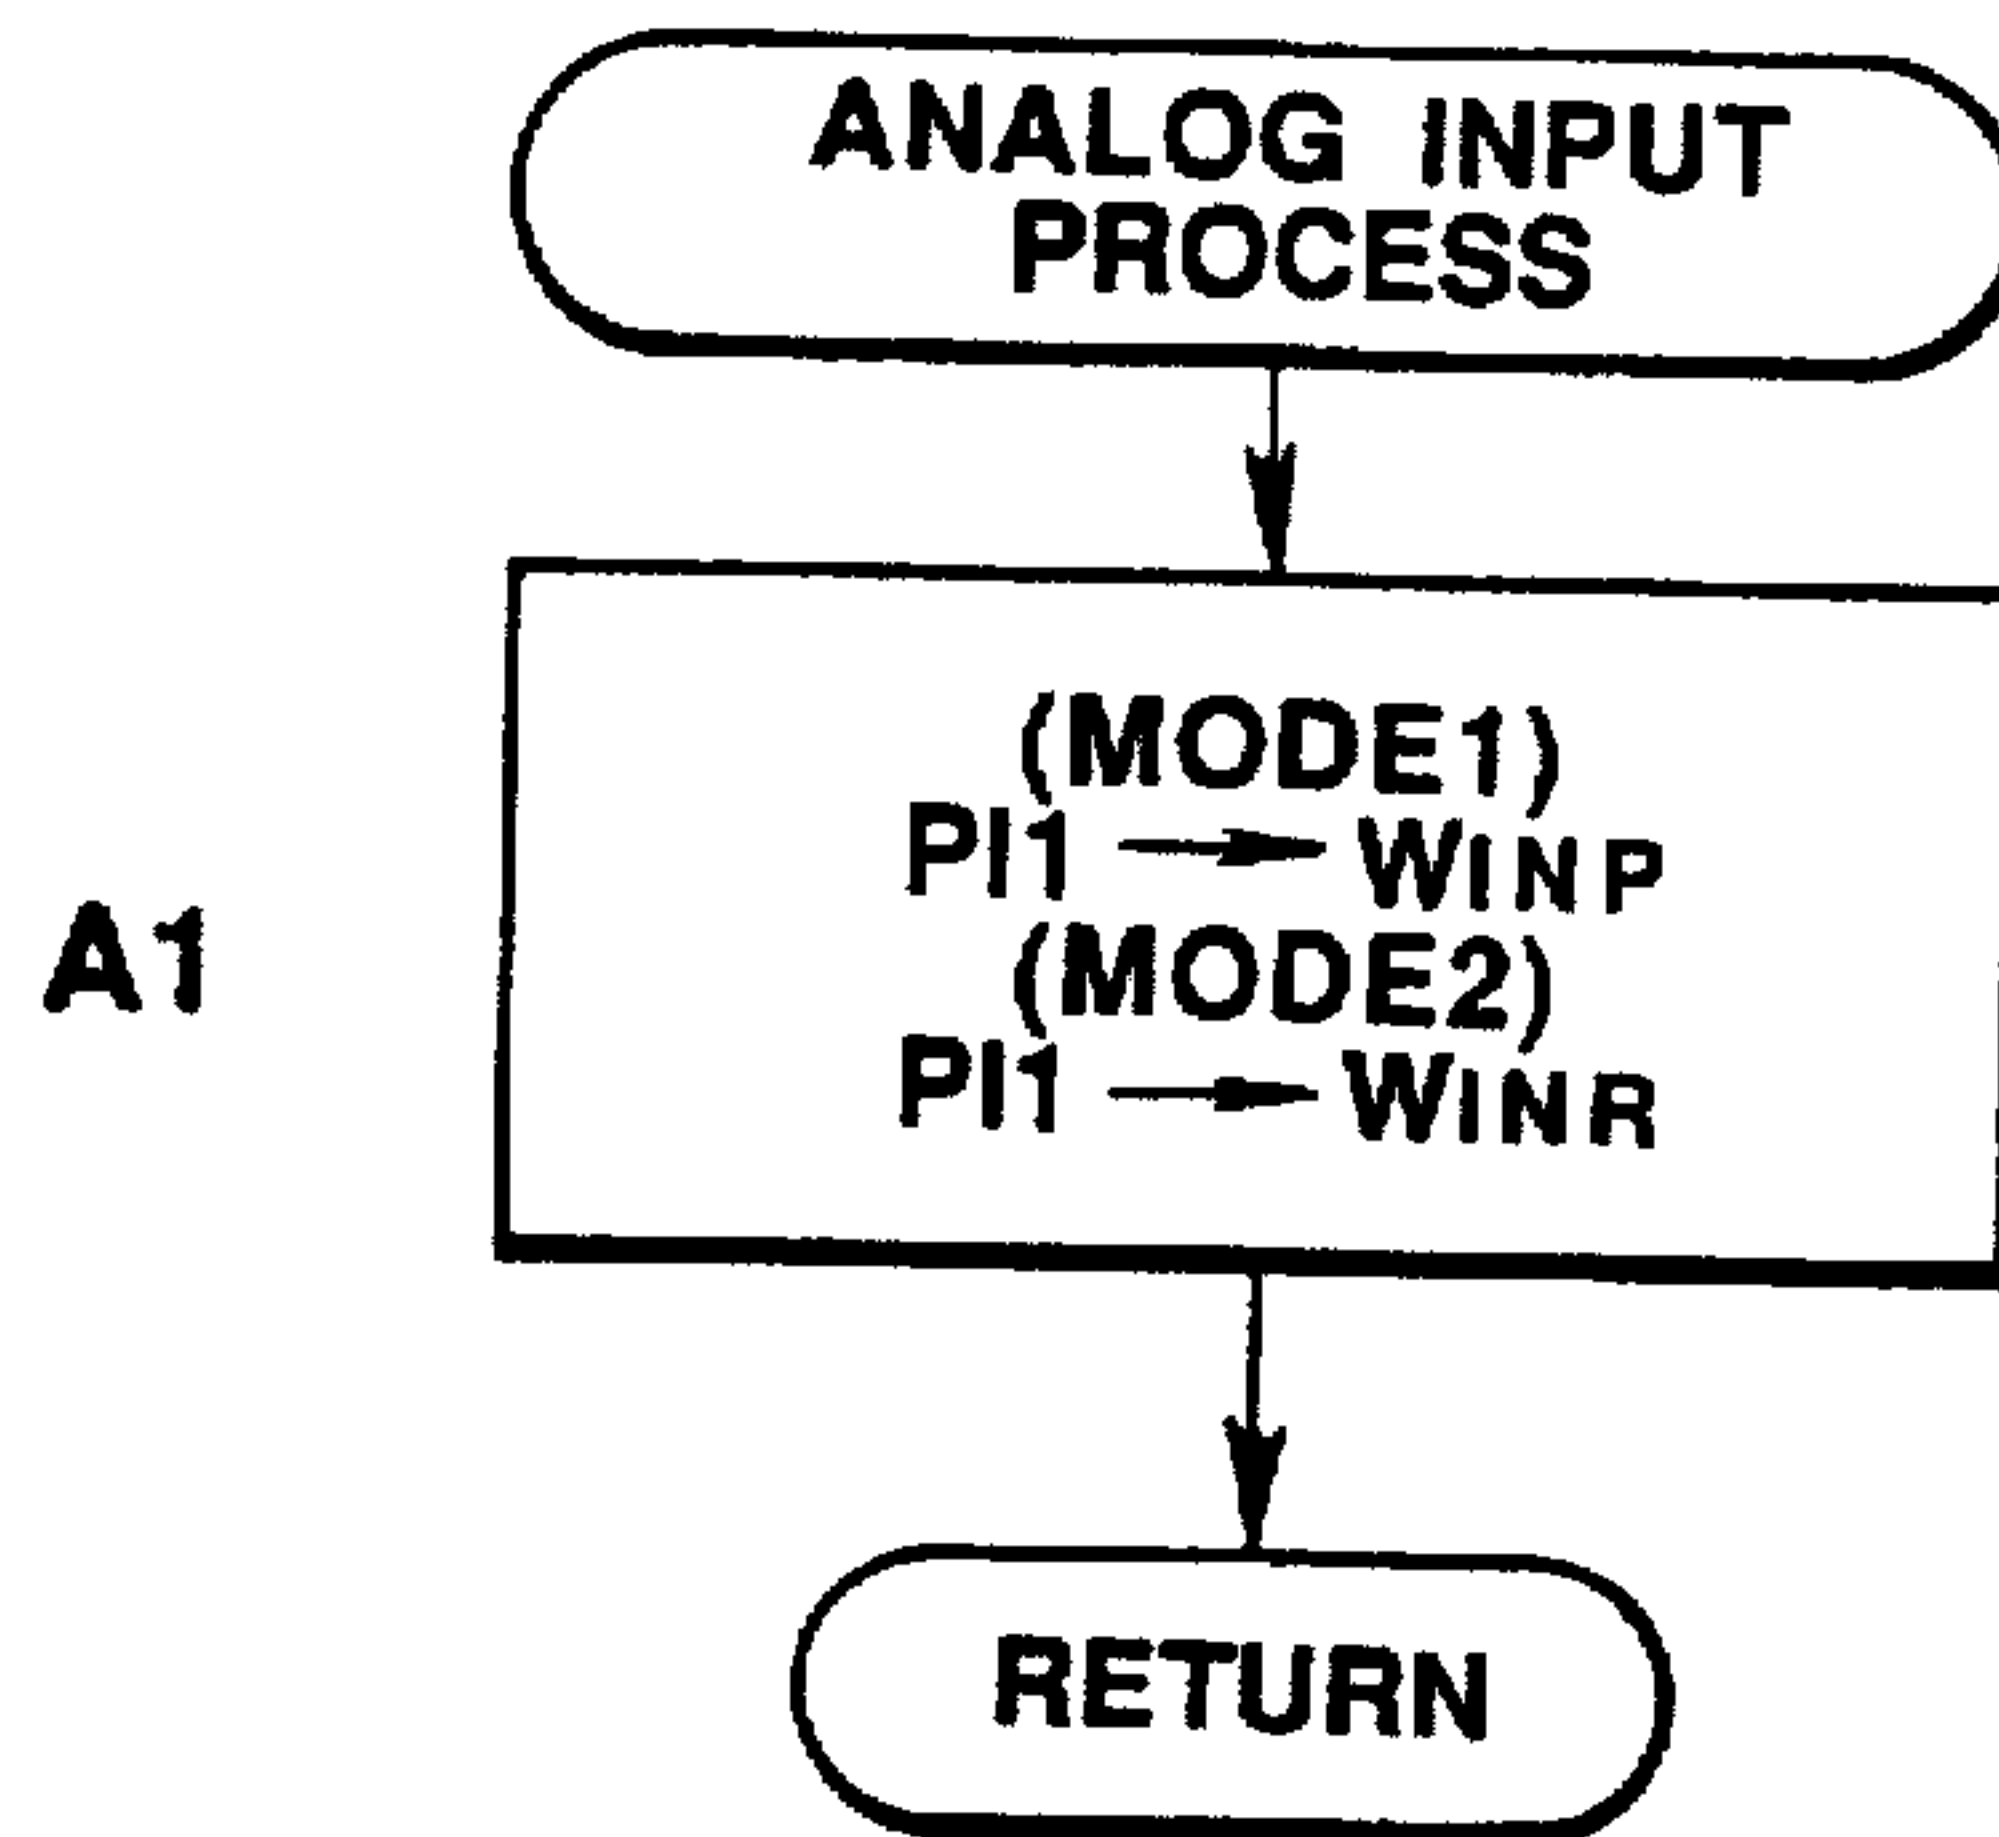 ANALOG INPUT
PROCESS
(MODE1)
PI1 → WINP
A1
(MODE2)
PI1 → WINR
RETURN